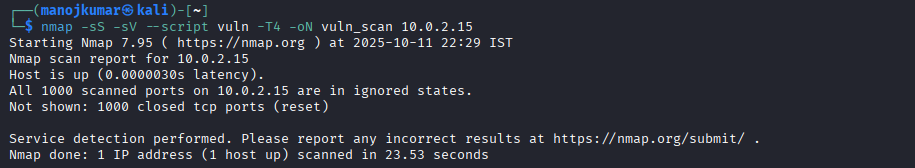 ┌──(manojkumar㉿kali)-[~]
└─$ nmap -sS -sV --script vuln -T4 -oN vuln_scan 10.0.2.15
Starting Nmap 7.95 ( https://nmap.org ) at 2025-10-11 22:29 IST
Nmap scan report for 10.0.2.15
Host is up (0.0000030s latency).
All 1000 scanned ports on 10.0.2.15 are in ignored states.
Not shown: 1000 closed tcp ports (reset)

Service detection performed. Please report any incorrect results at https://nmap.org/submit/ .
Nmap done: 1 IP address (1 host up) scanned in 23.53 seconds